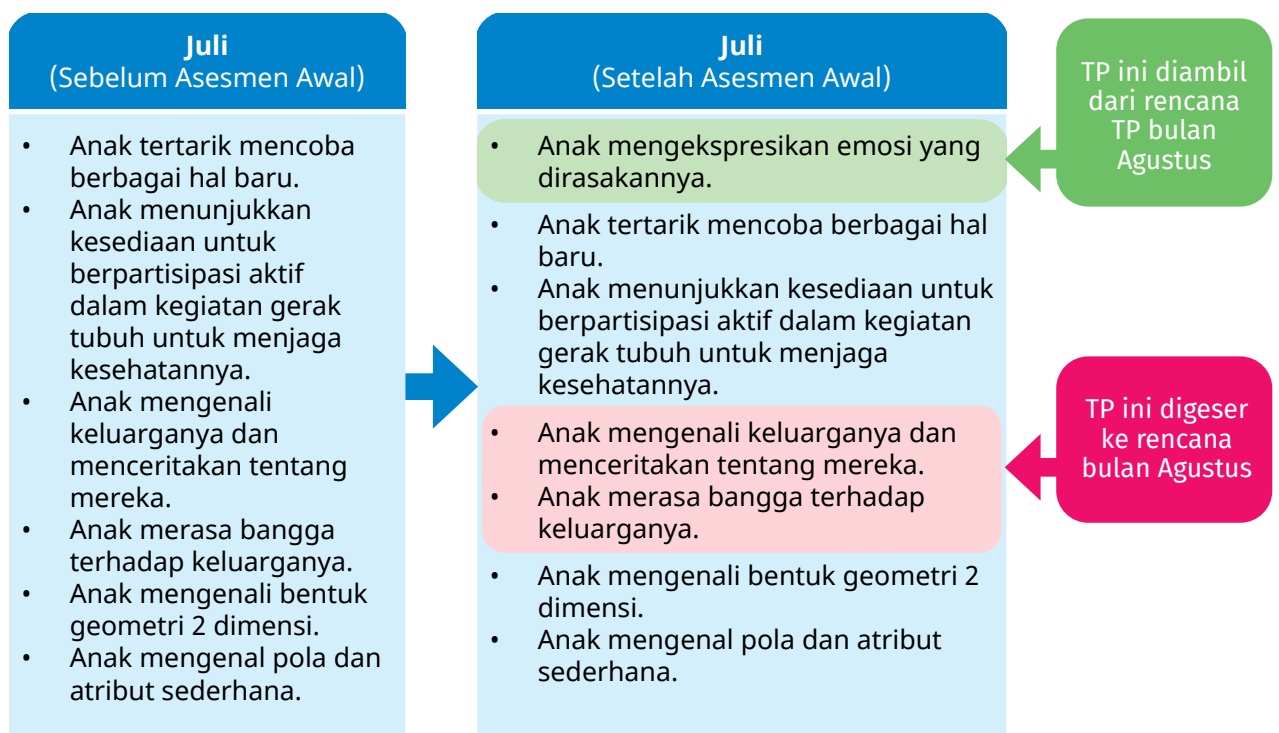 Juli
(Sebelum Asesmen Awal)
• Anak tertarik mencoba
berbagai hal baru.
• Anak menunjukkan
kesediaan untuk
berpartisipasi aktif
dalam kegiatan gerak
tubuh untuk menjaga
kesehatannya.
• Anak mengenali
keluarganya dan
menceritakan tentang
mereka.
• Anak merasa bangga
terhadap keluarganya.
• Anak mengenali bentuk
geometri 2 dimensi.
• Anak mengenal pola dan
atribut sederhana.
Juli
(Setelah Asesmen Awal)
• Anak mengekspresikan emosi yang
dirasakannya.
• Anak tertarik mencoba berbagai hal
baru.
• Anak menunjukkan kesediaan untuk
berpartisipasi aktif dalam kegiatan
gerak tubuh untuk menjaga
kesehatannya.
• Anak mengenali keluarganya dan
menceritakan tentang mereka.
• Anak merasa bangga terhadap
keluarganya.
• Anak mengenali bentuk geometri 2
dimensi.
• Anak mengenal pola dan atribut
sederhana.
TP ini diambil
dari rencana
TP bulan
Agustus
TP ini digeser
ke rencana
bulan Agustus